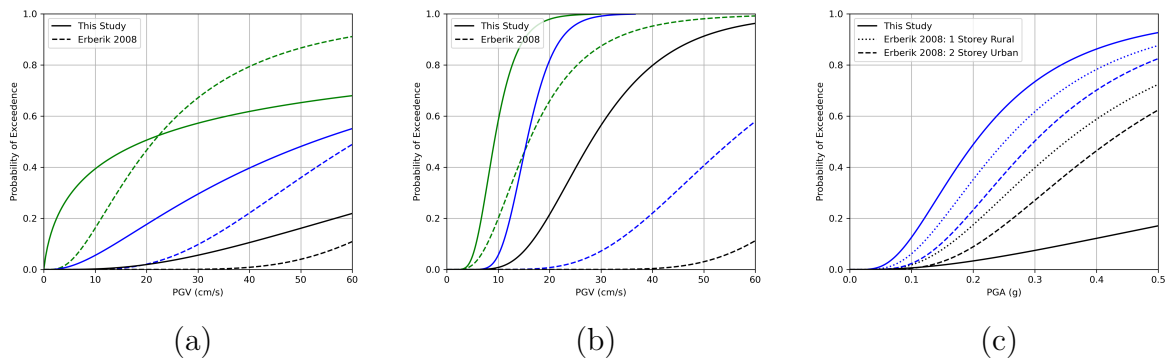 This Study
Erberik 2008
Probability of Exceedence
1.0
0.8
0.6
0.4
0.2
0.0
0 10 20 30 40 50 60
PGV (cm/s)
(a)
This Study
Erberik 2008
Probability of Exceedence
1.0
0.8
0.6
0.4
0.2
0.0
0 10 20 30 40 50 60
PGV (cm/s)
(b)
This Study
Erberik 2008: 1 Storey Rural
Erberik 2008: 2 Storey Urban
Probability of Exceedence
1.0
0.8
0.6
0.4
0.2
0.0
0.0 0.1 0.2 0.3 0.4 0.5
PGA (g)
(c)